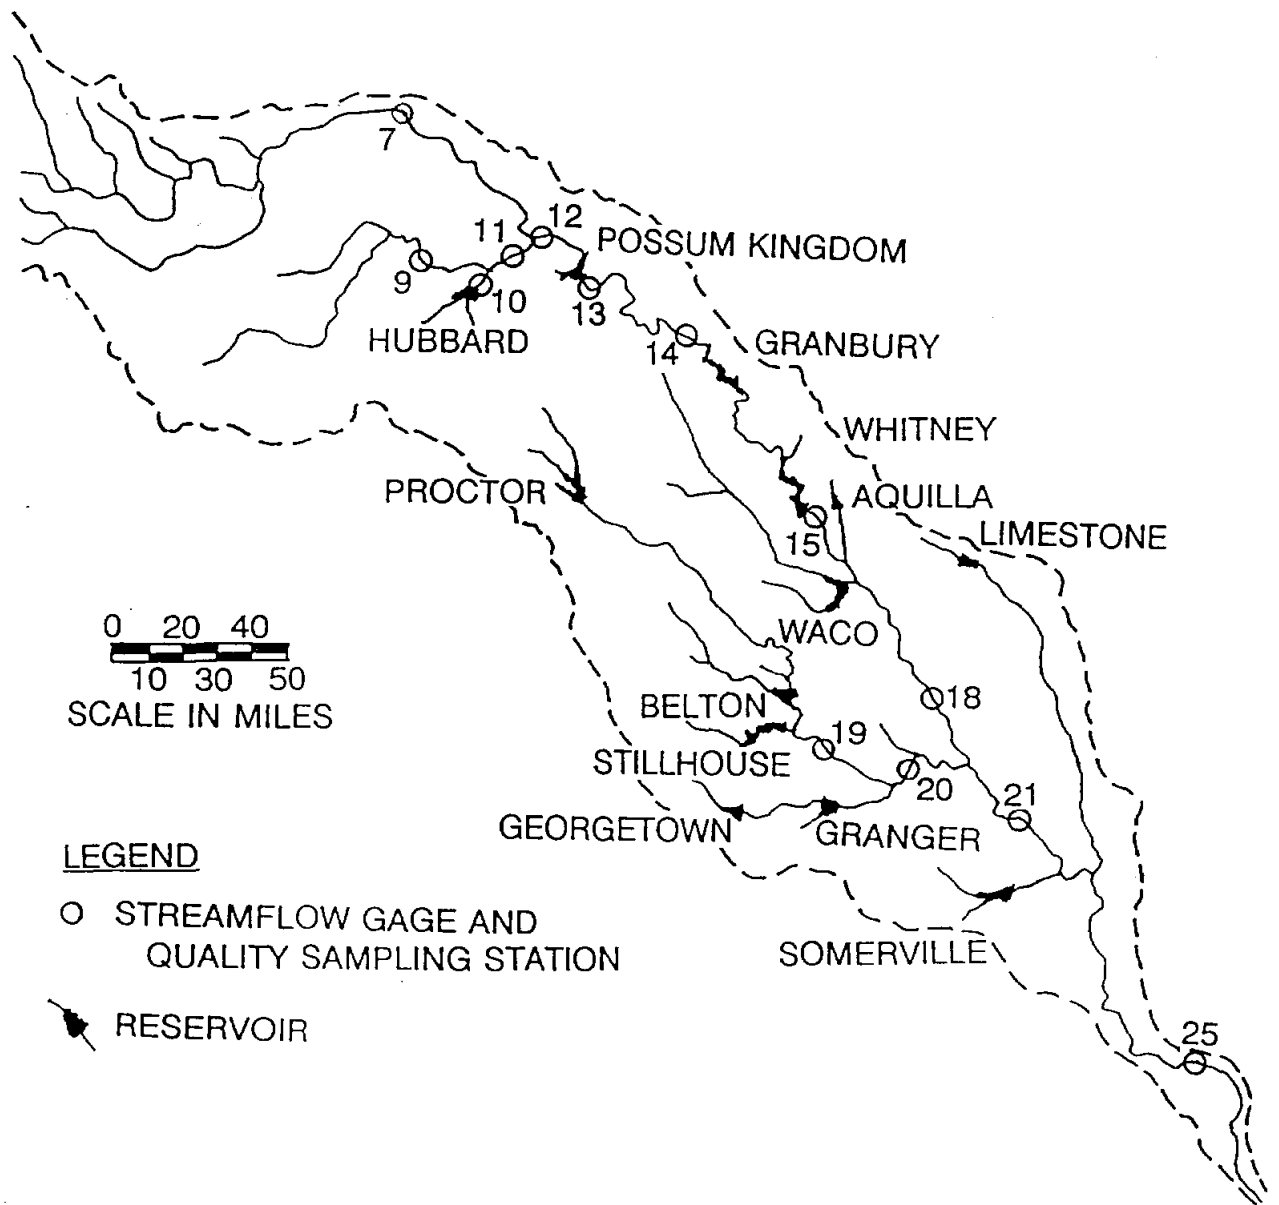 7
12
11
POSSUM KINGDOM
9
10
13
HUBBARD
14
GRANBURY
WHITNEY
PROCTOR
AQUILLA
15
LIMESTONE
0 20 40
10 30 50
SCALE IN MILES
WACO
BELTON
18
19
STILLHOUSE
20
21
GEORGETOWN
GRANGER
LEGEND
STREAMFLOW GAGE AND
QUALITY SAMPLING STATION
SOMERVILLE
RESERVOIR
25